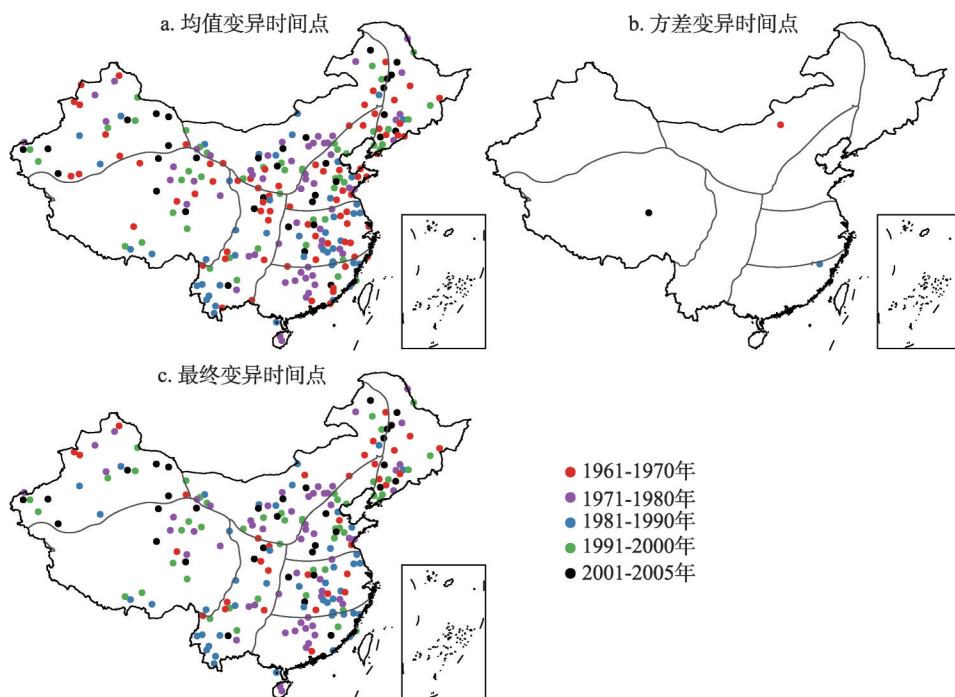 a. 均值变异时间点
b. 方差变异时间点
c. 最终变异时间点
1961-1970年
1971-1980年
1981-1990年
1991-2000年
2001-2005年